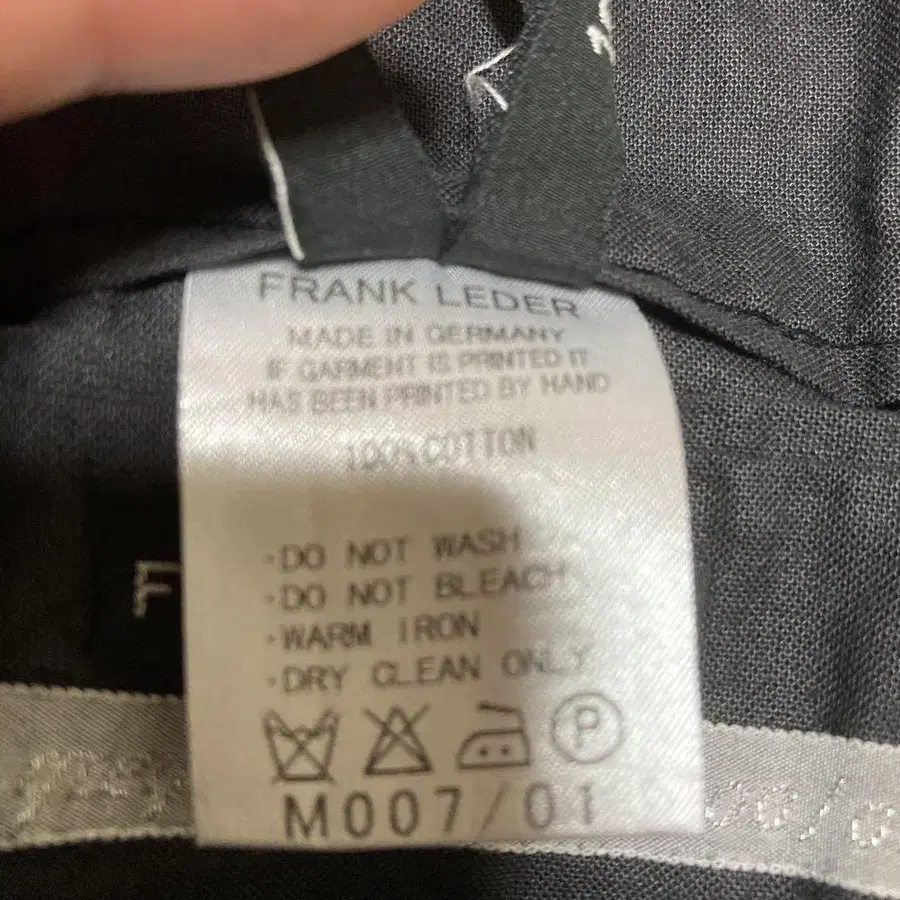 FRANK LEDER
MADE IN GERMANY
IF GARMENT IS PRINTED IT
HAS BEEN PRINTED BY HAND
100%COTTON
·DO NOT WASH
·DO NOT BLEACH
·WARM IRON
·DRY CLEAN ONLY
P
M007/01